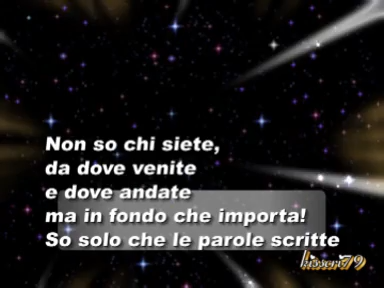 Non so chi siete,
da dove venite
e dove andate
ma in fondo che importa!
So solo che le parole scritte